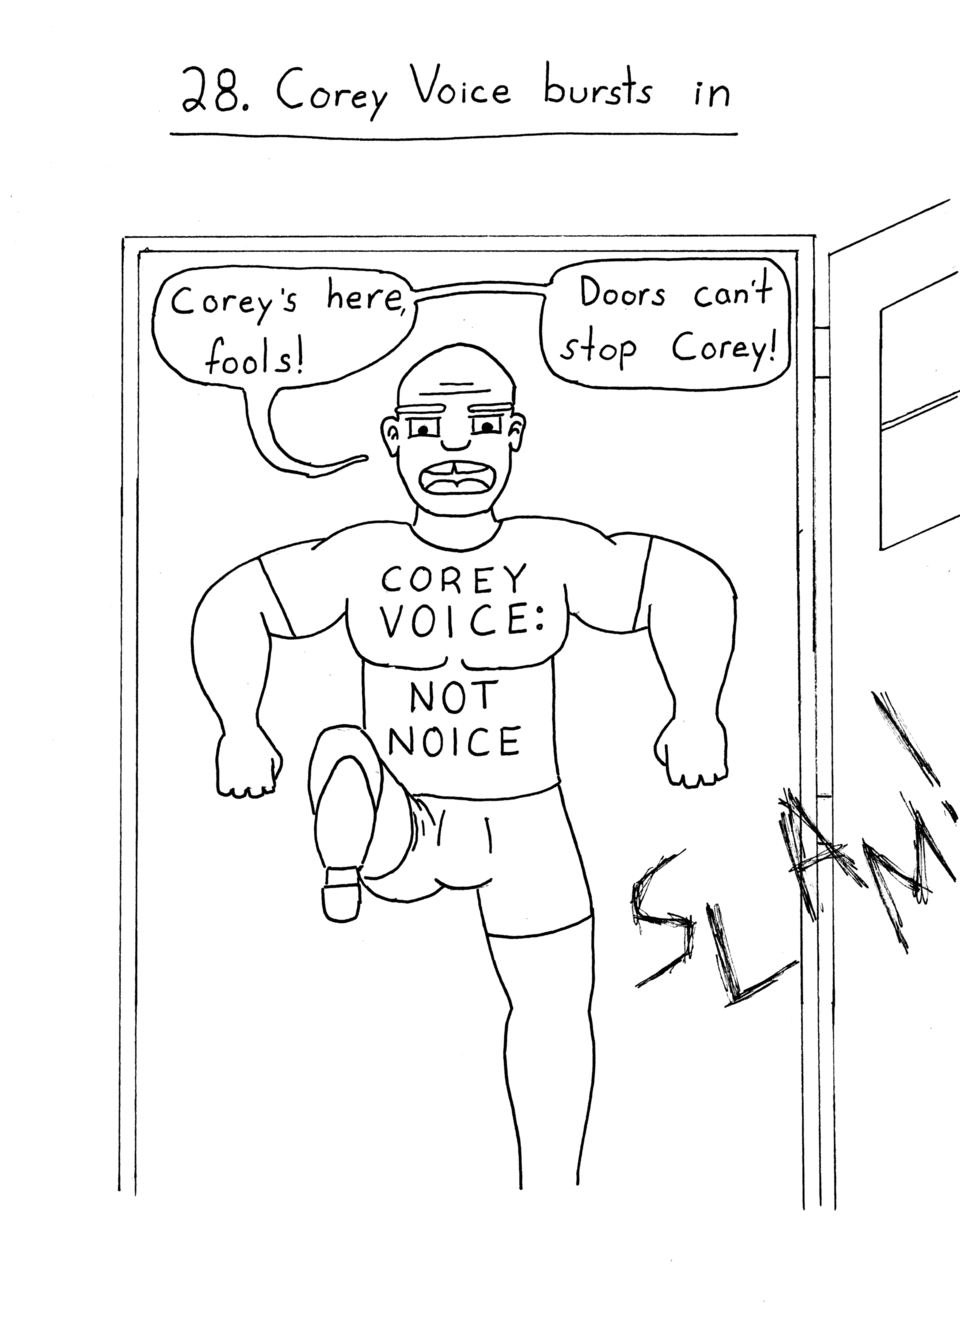 28. Corey Voice bursts in
Corey's here,
fools!
Doors can't
stop Corey!
COREY
VOICE:
NOT
NOICE
SLAM!